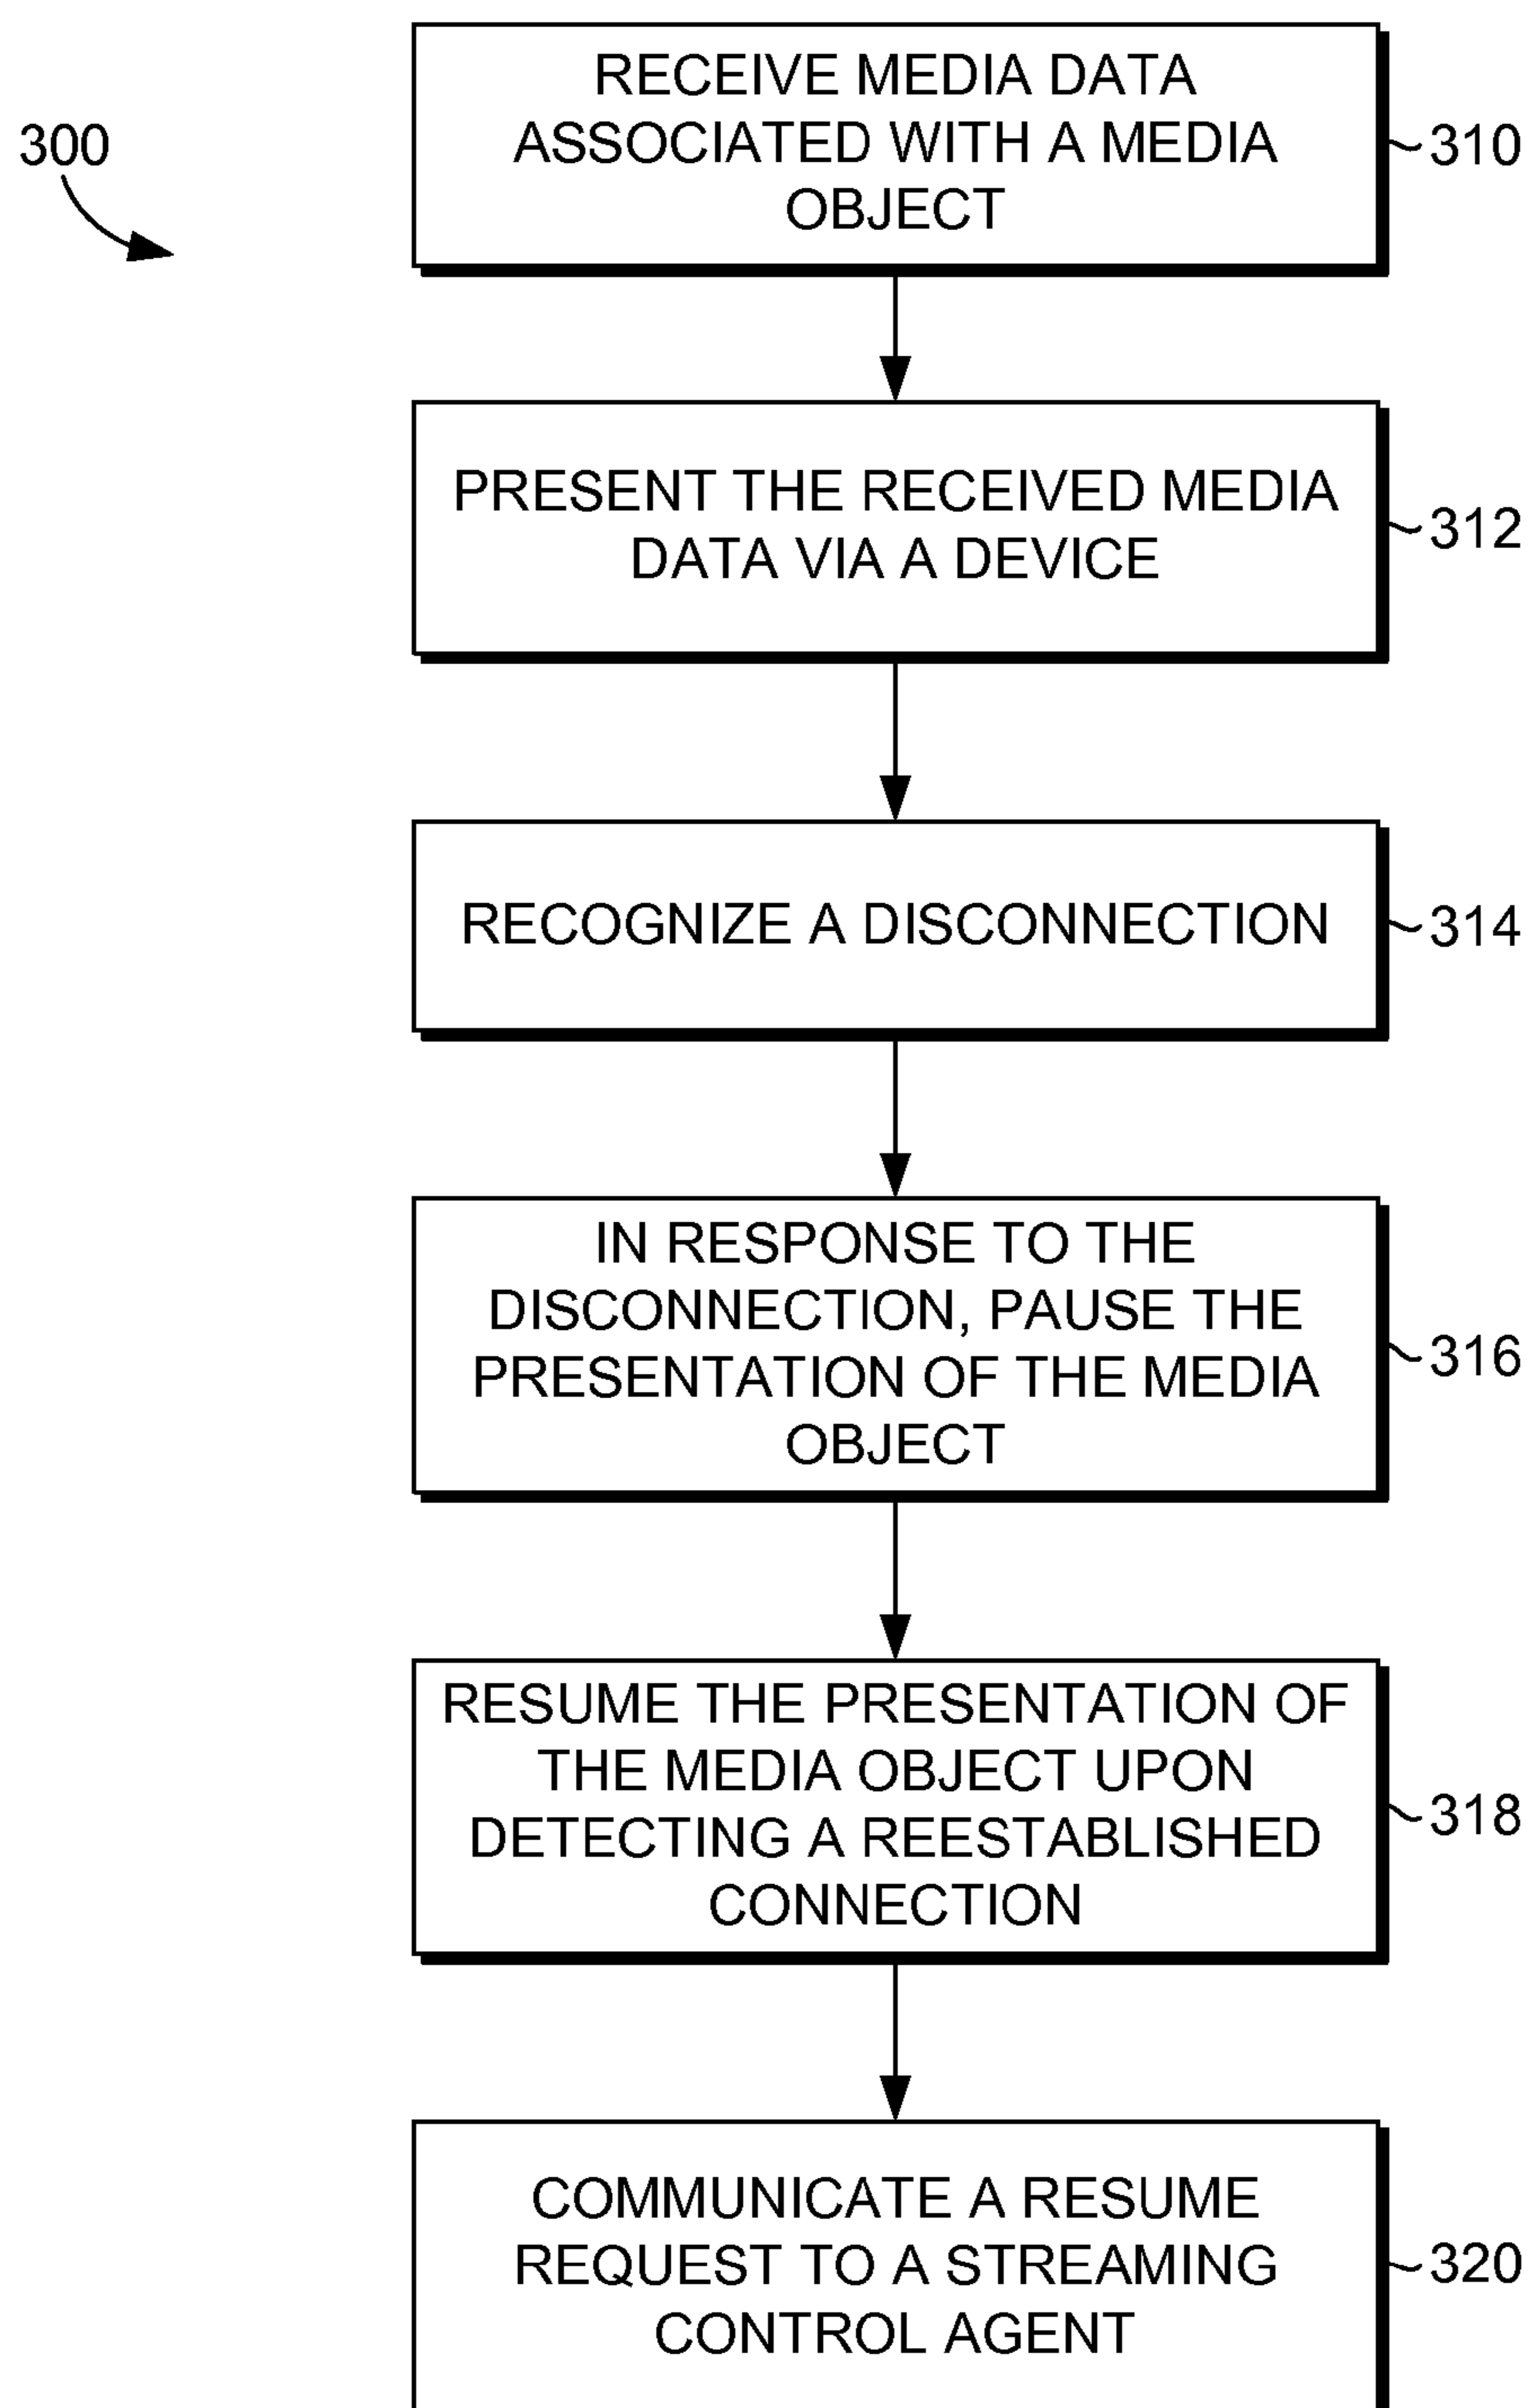 300
RECEIVE MEDIA DATA
ASSOCIATED WITH A MEDIA
OBJECT
310
PRESENT THE RECEIVED MEDIA
DATA VIA A DEVICE
312
RECOGNIZE A DISCONNECTION
314
IN RESPONSE TO THE
DISCONNECTION, PAUSE THE
PRESENTATION OF THE MEDIA
OBJECT
316
RESUME THE PRESENTATION OF
THE MEDIA OBJECT UPON
DETECTING A REESTABLISHED
CONNECTION
318
COMMUNICATE A RESUME
REQUEST TO A STREAMING
CONTROL AGENT
320